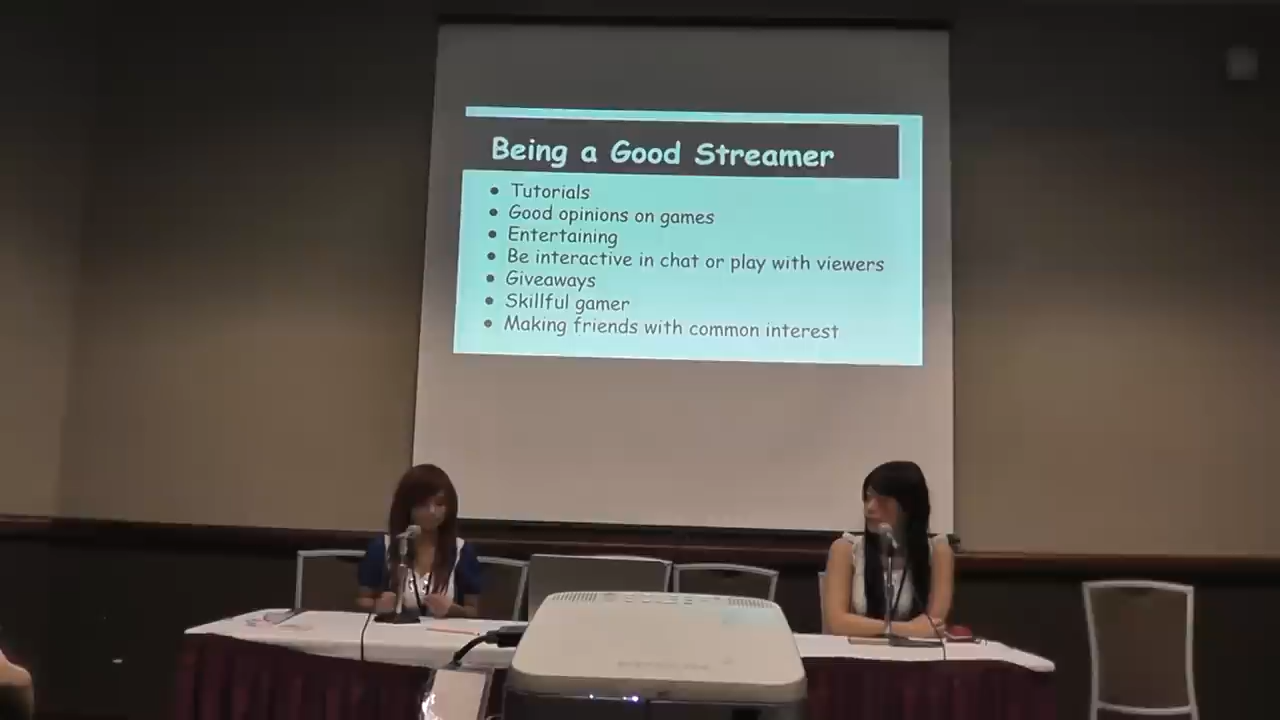 Being a Good Streamer
• Tutorials
• Good opinions on games
• Entertaining
• Be interactive in chat or play with viewers
• Giveaways
• Skillful gamer
• Making friends with common interest